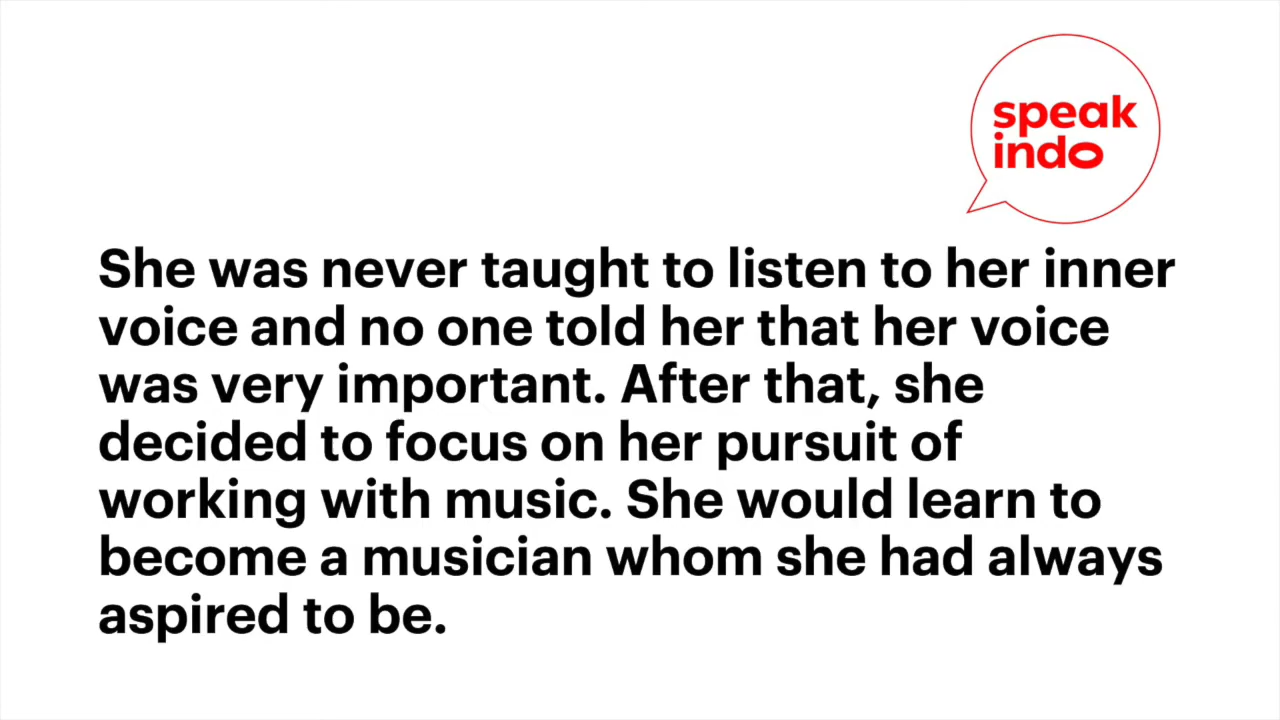 speak
indo
She was never taught to listen to her inner
voice and no one told her that her voice
was very important. After that, she
decided to focus on her pursuit of
working with music. She would learn to
become a musician whom she had always
aspired to be.